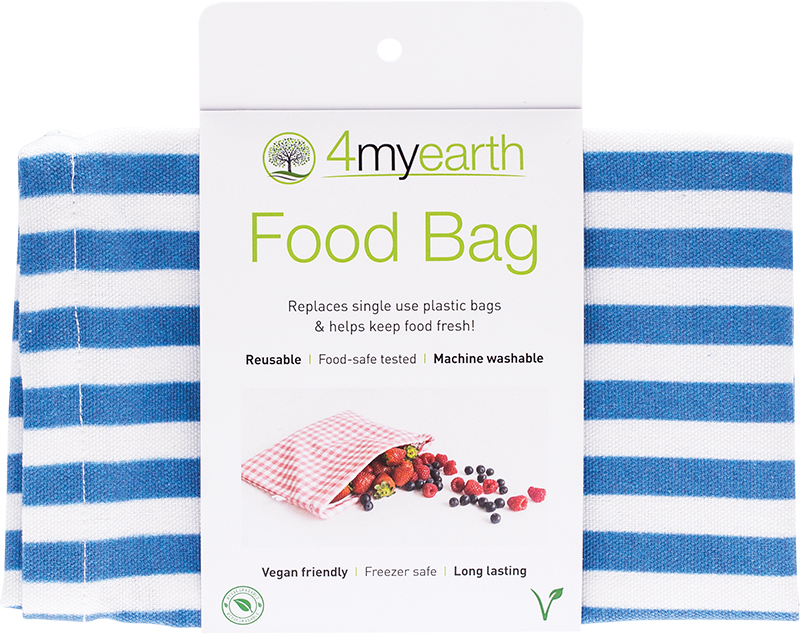 4myearth
Food Bag
Replaces single use plastic bags
& helps keep food fresh!
Reusable | Food-safe tested | Machine washable
Vegan friendly | Freezer safe | Long lasting